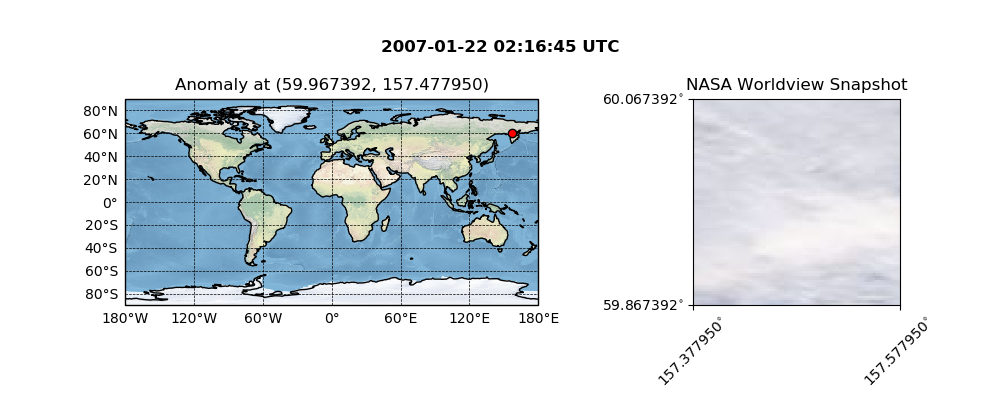 2007-01-22 02:16:45 UTC
Anomaly at (59.967392, 157.477950)
80°N
60°N
40°N
20°N
0°
20°S
40°S
60°S
80°S
180°W 120°W 60°W 0° 60°E 120°E 180°E
NASA Worldview Snapshot
60.067392°
59.867392°
157.377950°
157.577950°